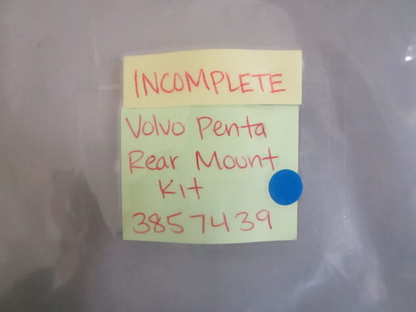 INCOMPLETE
Volvo Penta
Rear Mount
Kit
3857439